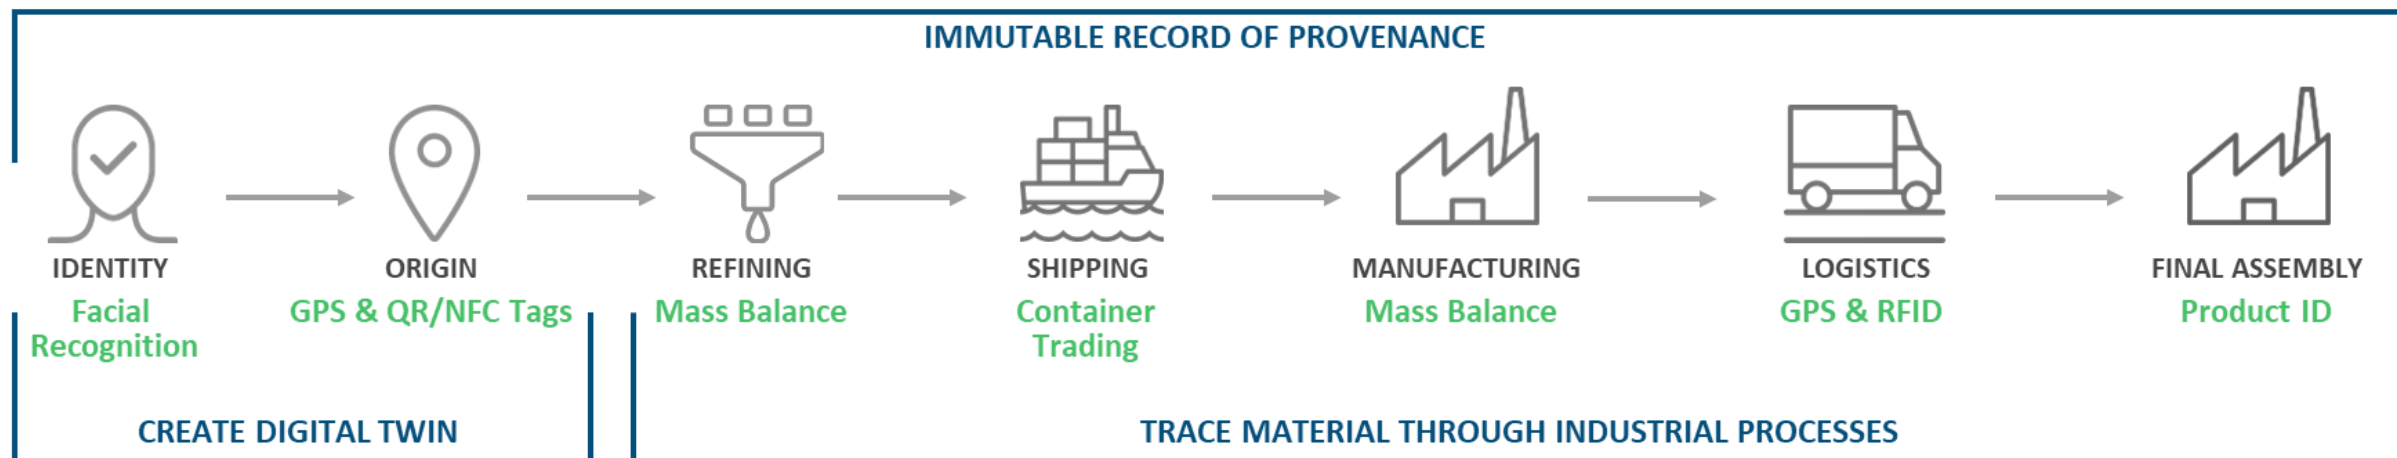 IMMUTABLE RECORD OF PROVENANCE
IDENTITY
Facial
Recognition
ORIGIN
GPS & QR/NFC Tags
REFINING
Mass Balance
SHIPPING
Container
Trading
MANUFACTURING
Mass Balance
LOGISTICS
GPS & RFID
FINAL ASSEMBLY
Product ID
CREATE DIGITAL TWIN
TRACE MATERIAL THROUGH INDUSTRIAL PROCESSES